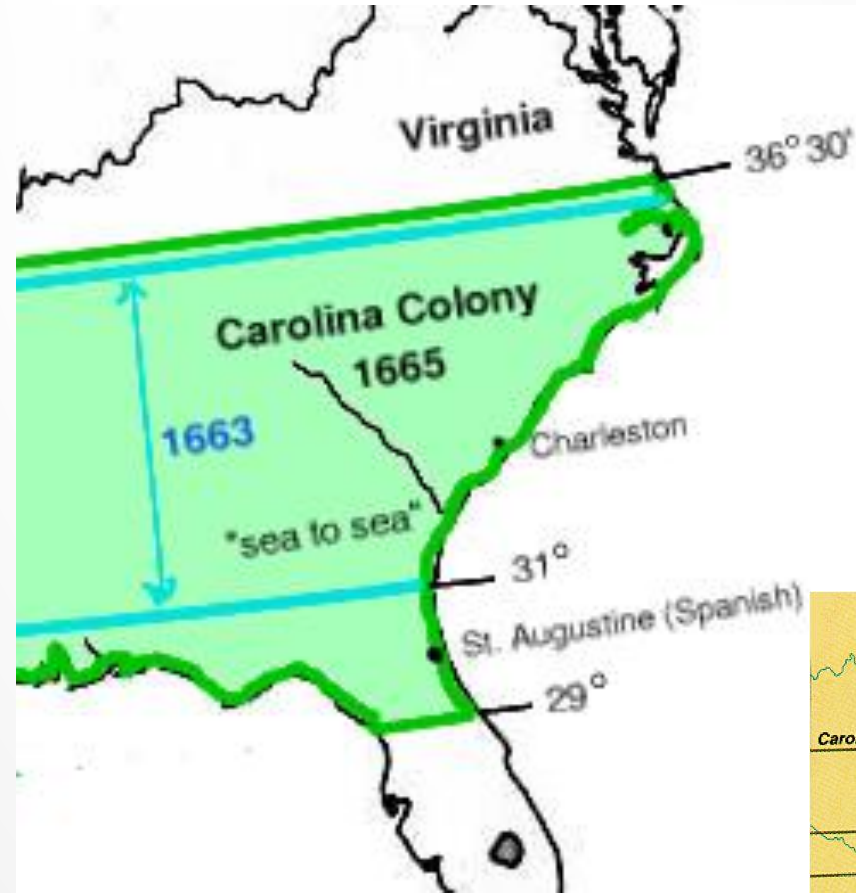 Virginia
36° 30'
Carolina Colony
1665
1663
Charleston
"sea to sea"
31°
St. Augustine (Spanish)
29°